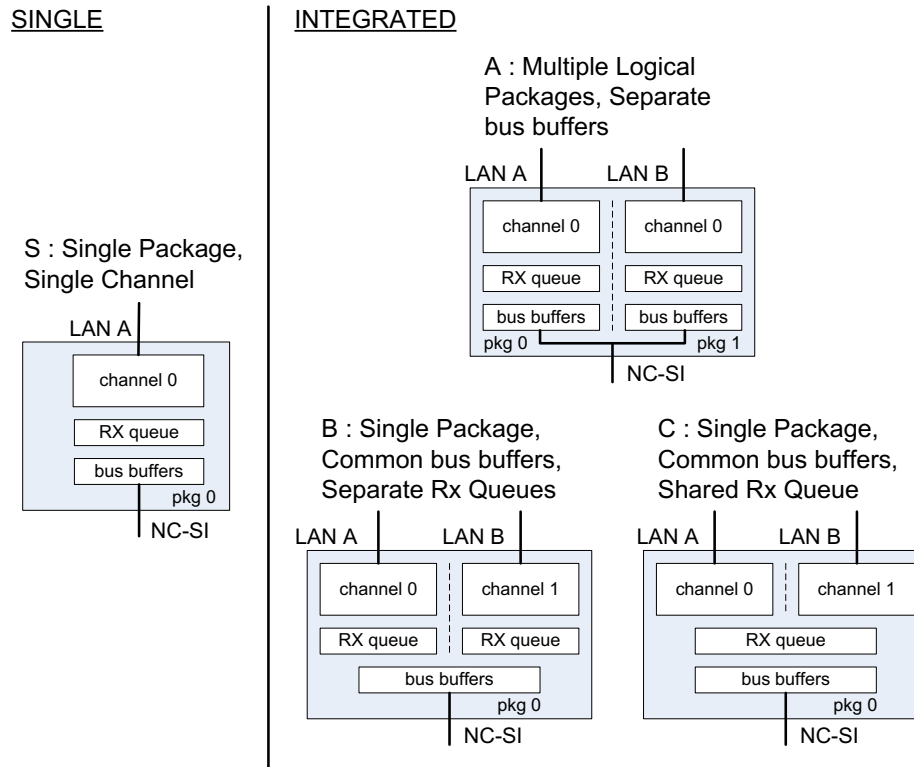 SINGLE
INTEGRATED
A : Multiple Logical
Packages, Separate
bus buffers
LAN A
LAN B
channel 0
channel 0
RX queue
RX queue
bus buffers
bus buffers
pkg 0
pkg 1
NC-SI
S : Single Package,
Single Channel
LAN A
channel 0
RX queue
bus buffers
pkg 0
NC-SI
B : Single Package,
Common bus buffers,
Separate Rx Queues
LAN A
LAN B
channel 0
channel 1
RX queue
RX queue
bus buffers
pkg 0
NC-SI
C : Single Package,
Common bus buffers,
Shared Rx Queue
LAN A
LAN B
channel 0
channel 1
RX queue
bus buffers
pkg 0
NC-SI